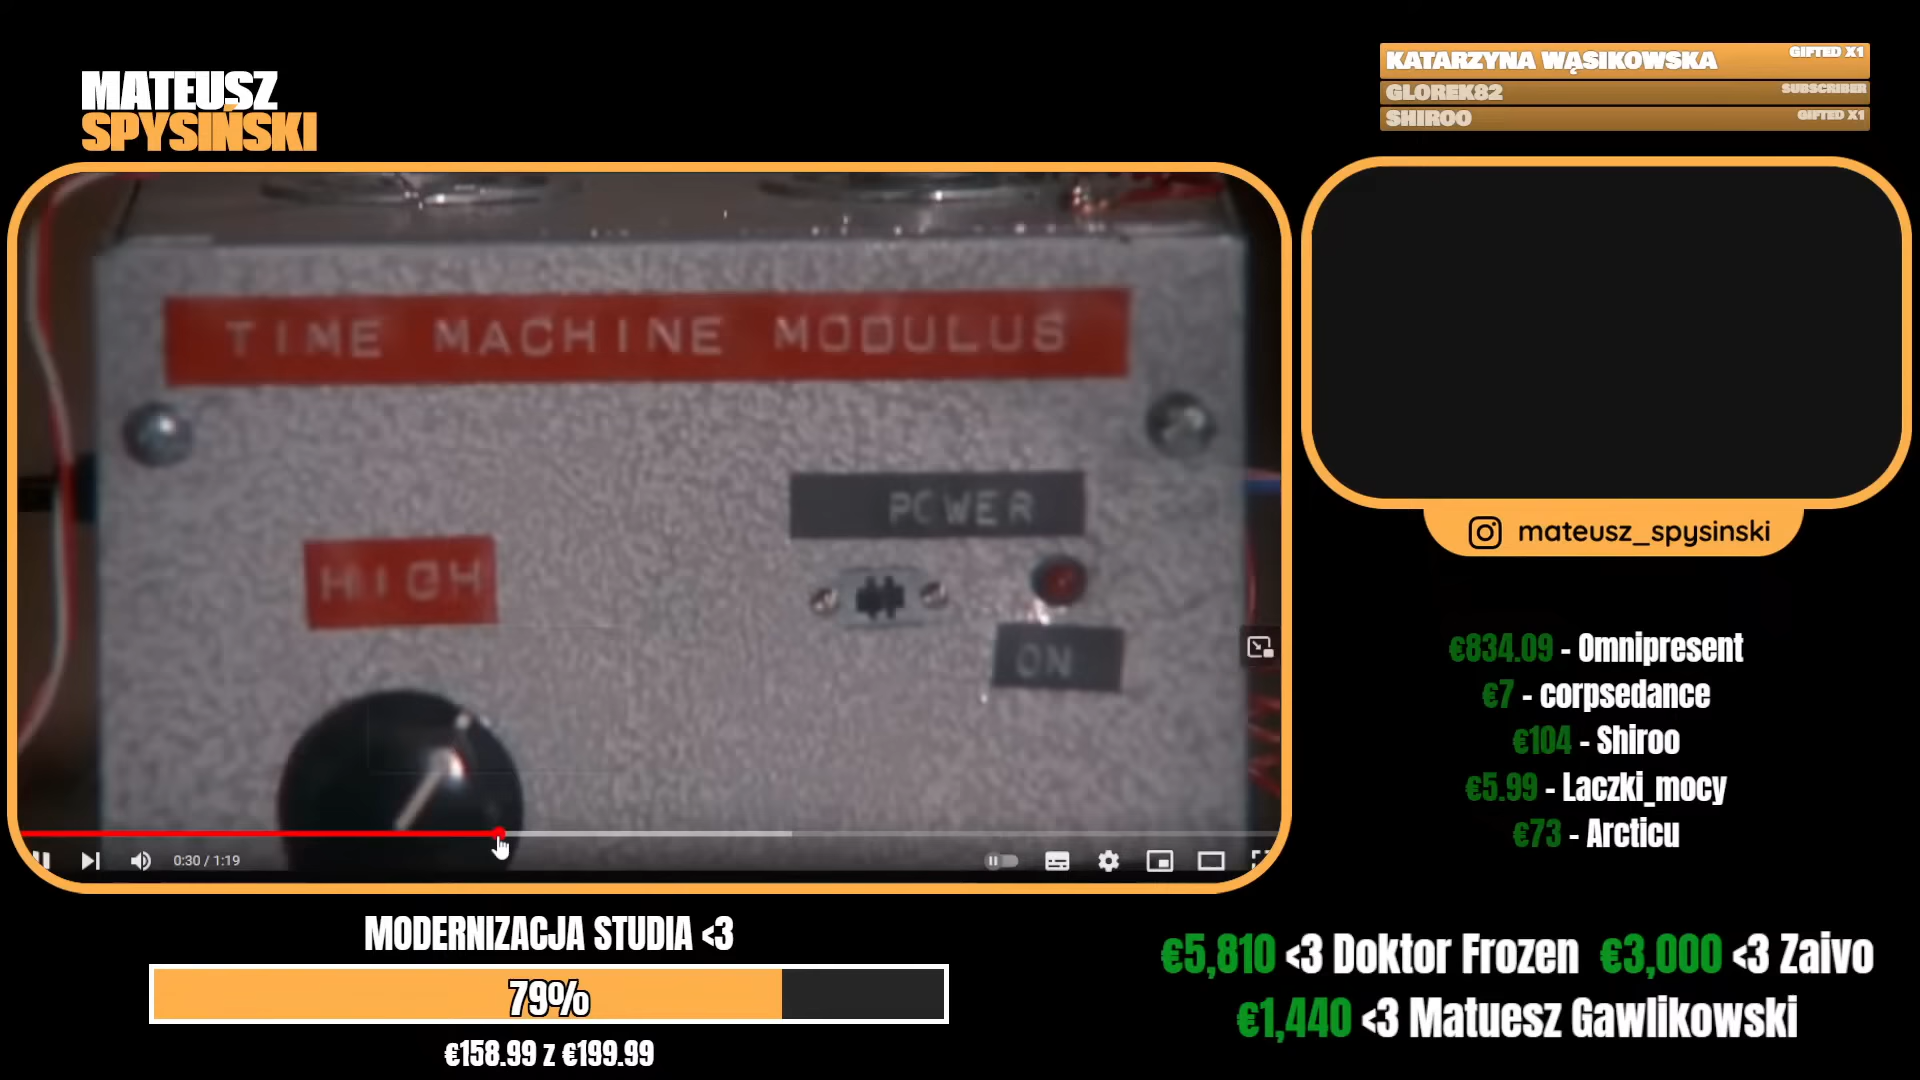 MATEUSZ
SPYSIŃSKI
KATARZYNA WĄSIKOWSKA GIFTED X1
GLOREK82 SUBSCRIBER
SHIROO GIFTED X1
TIME MACHINE MODULUS
POWER
HIGH
ON
0:30 / 1:19
mateusz_spysinski
€834.09 - Omnipresent
€7 - corpsedance
€104 - Shiroo
€5.99 - Laczki_mocy
€73 - Arcticu
MODERNIZACJA STUDIA <3
79%
€158.99 z €199.99
€5,810 <3 Doktor Frozen €3,000 <3 Zaivo
€1,440 <3 Matuesz Gawlikowski